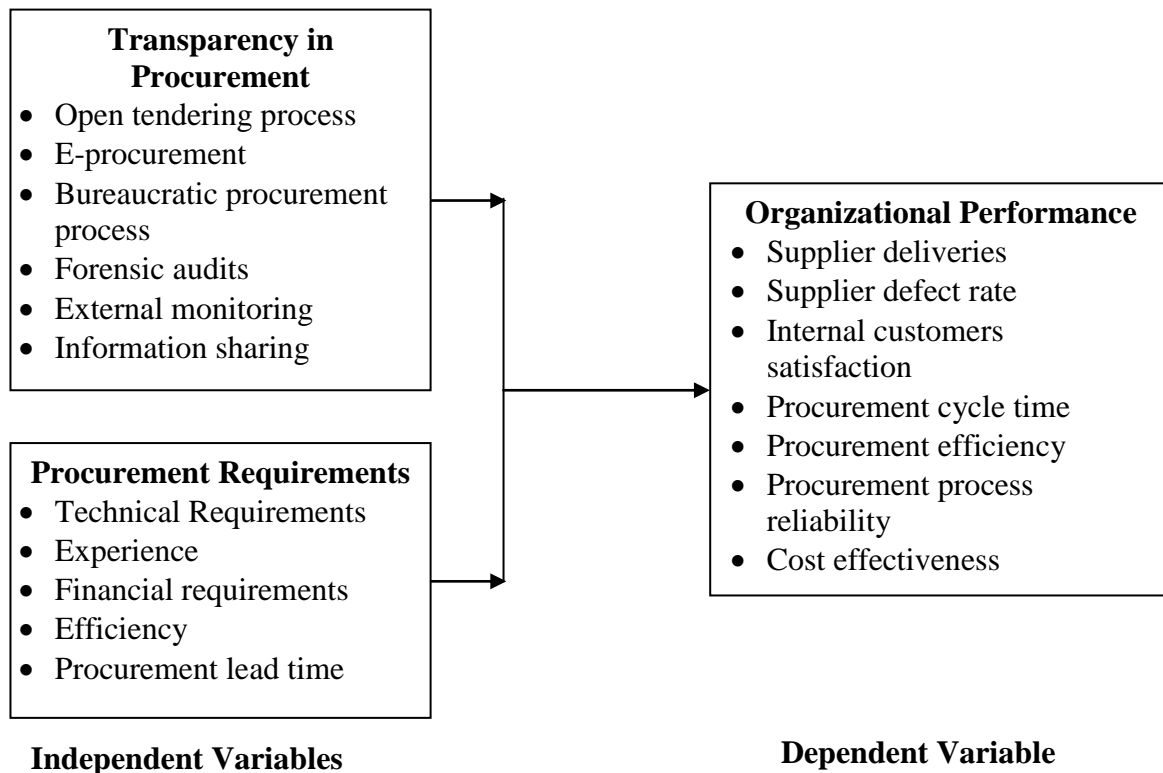 Transparency in
Procurement
• Open tendering process
• E-procurement
• Bureaucratic procurement
process
• Forensic audits
• External monitoring
• Information sharing
Procurement Requirements
• Technical Requirements
• Experience
• Financial requirements
• Efficiency
• Procurement lead time
Independent Variables
Organizational Performance
• Supplier deliveries
• Supplier defect rate
• Internal customers
satisfaction
• Procurement cycle time
• Procurement efficiency
• Procurement process
reliability
• Cost effectiveness
Dependent Variable